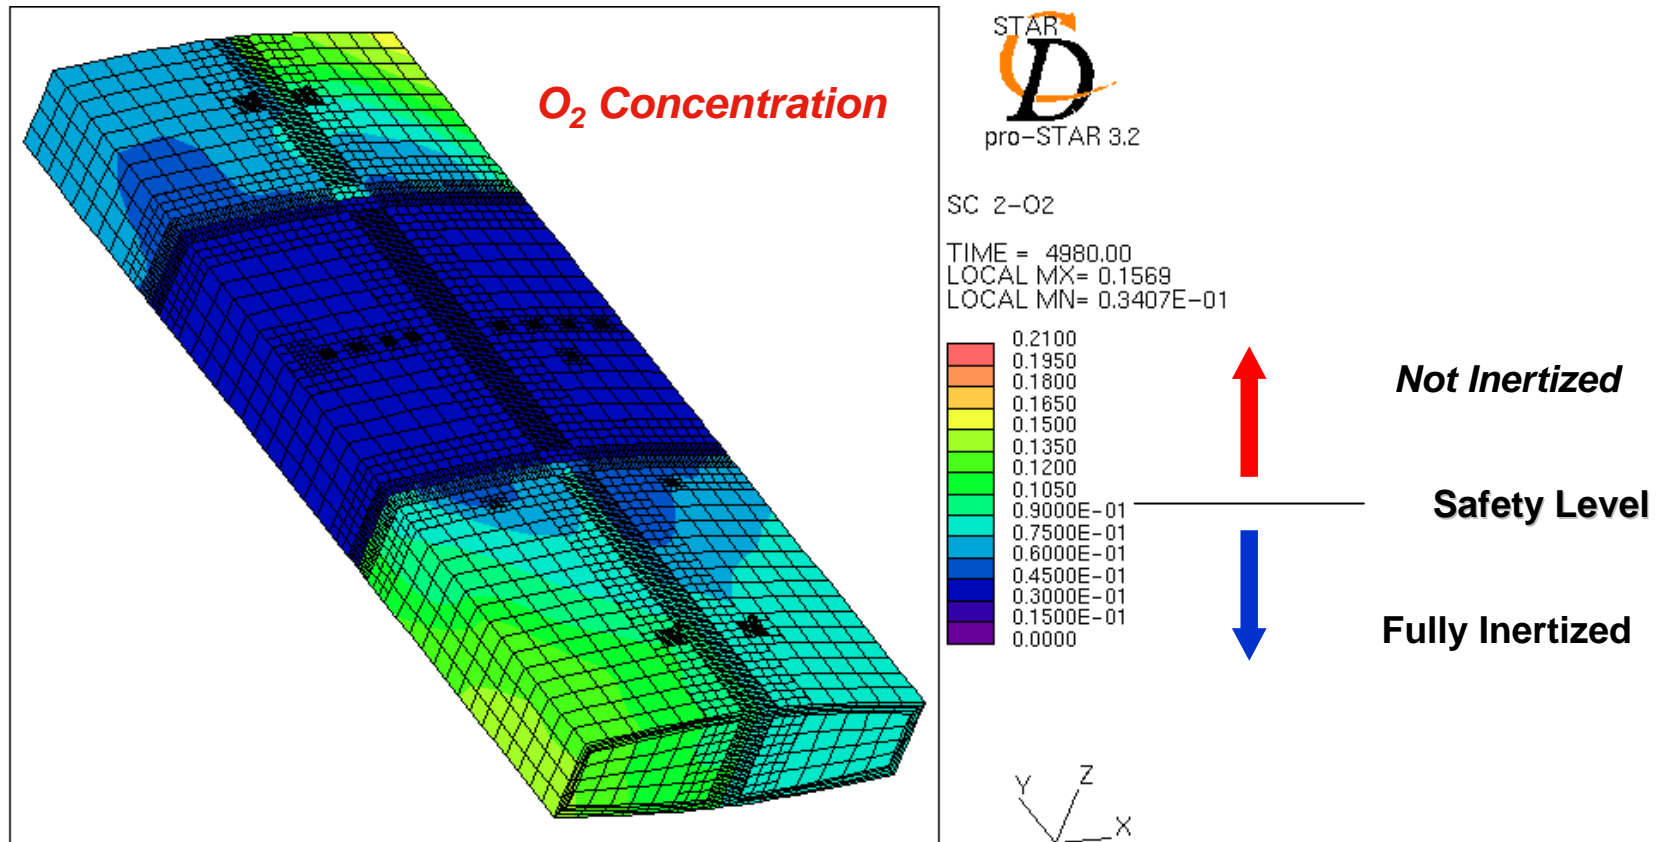 O₂ Concentration
STAR
CD
pro-STAR 3.2
SC 2-O2
TIME = 4980.00
LOCAL MX= 0.1569
LOCAL MN= 0.3407E-01
0.2100
0.1950
0.1800
0.1650
0.1500
0.1350
0.1200
0.1050
0.9000E-01
0.7500E-01
0.6000E-01
0.4500E-01
0.3000E-01
0.1500E-01
0.0000
Not Inertized
Safety Level
Fully Inertized
Y
Z
X